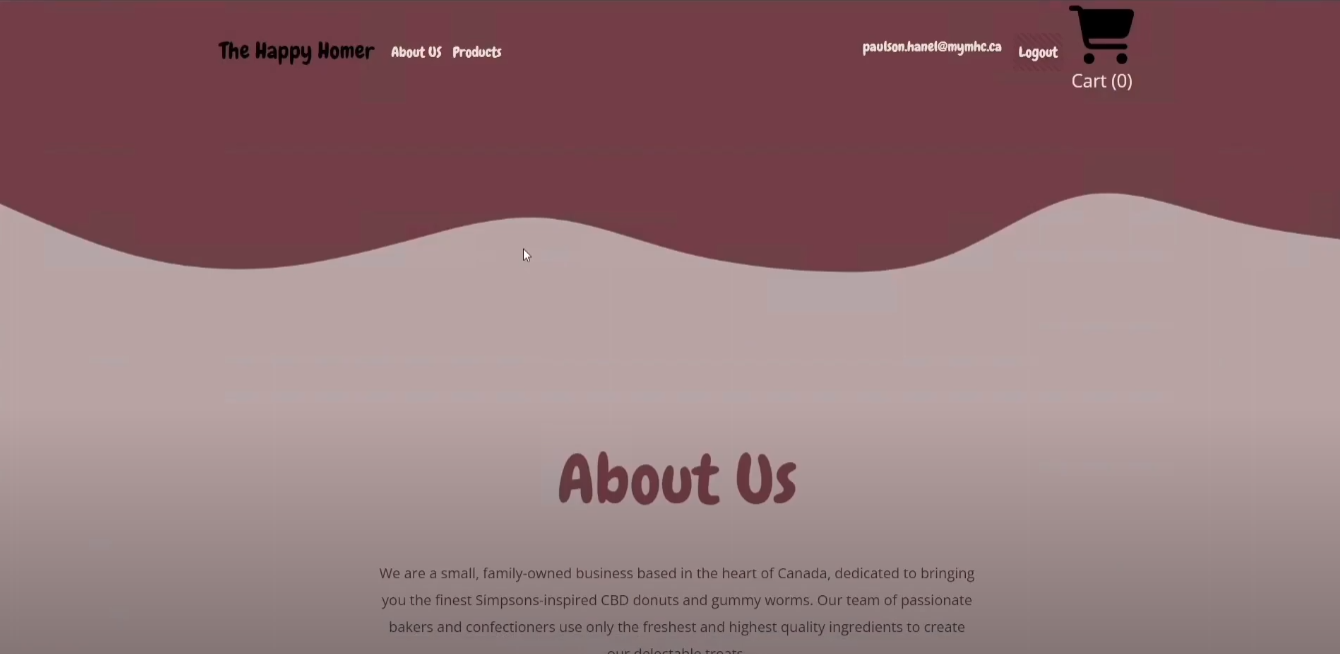 The Happy Homer About US Products paulson.hanel@mymhc.ca Logout
Cart (0)
About Us
We are a small, family-owned business based in the heart of Canada, dedicated to bringing
you the finest Simpsons-inspired CBD donuts and gummy worms. Our team of passionate
bakers and confectioners use only the freshest and highest quality ingredients to create
our delectable treats.